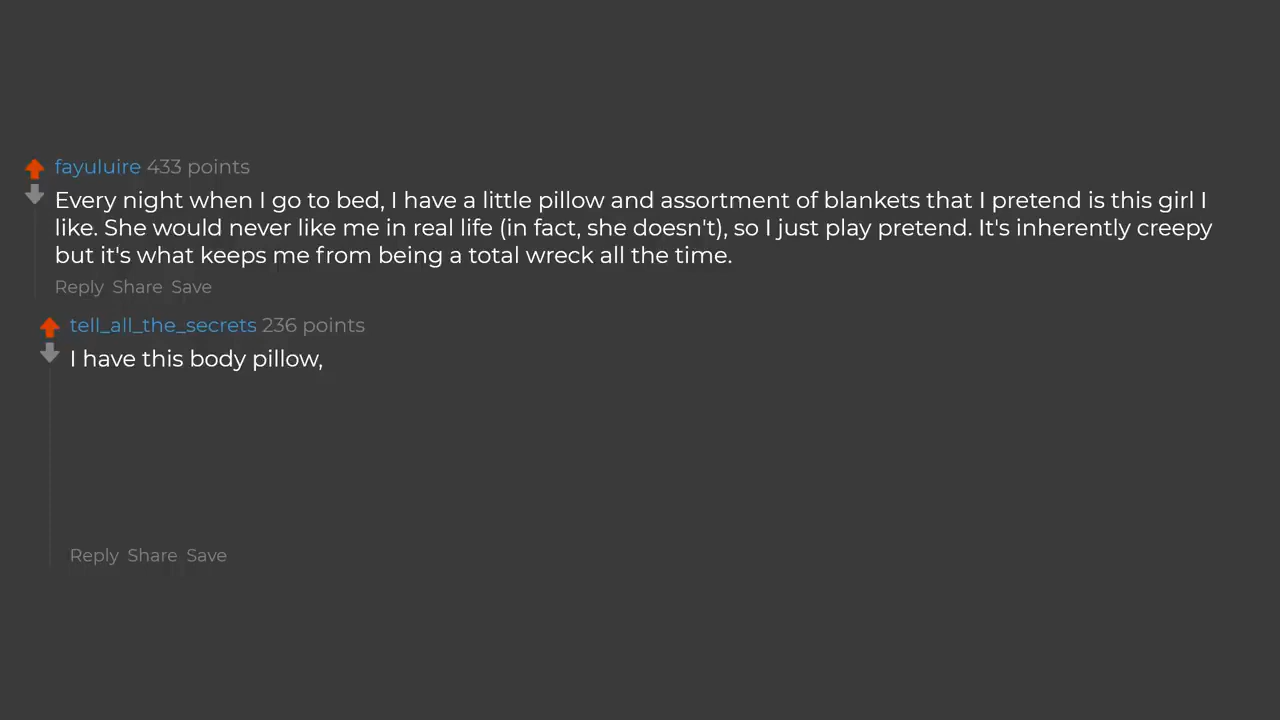 fayuluire 433 points
Every night when I go to bed, I have a little pillow and assortment of blankets that I pretend is this girl I
like. She would never like me in real life (in fact, she doesn't), so I just play pretend. It's inherently creepy
but it's what keeps me from being a total wreck all the time.
Reply Share Save
tell_all_the_secrets 236 points
I have this body pillow,
Reply Share Save